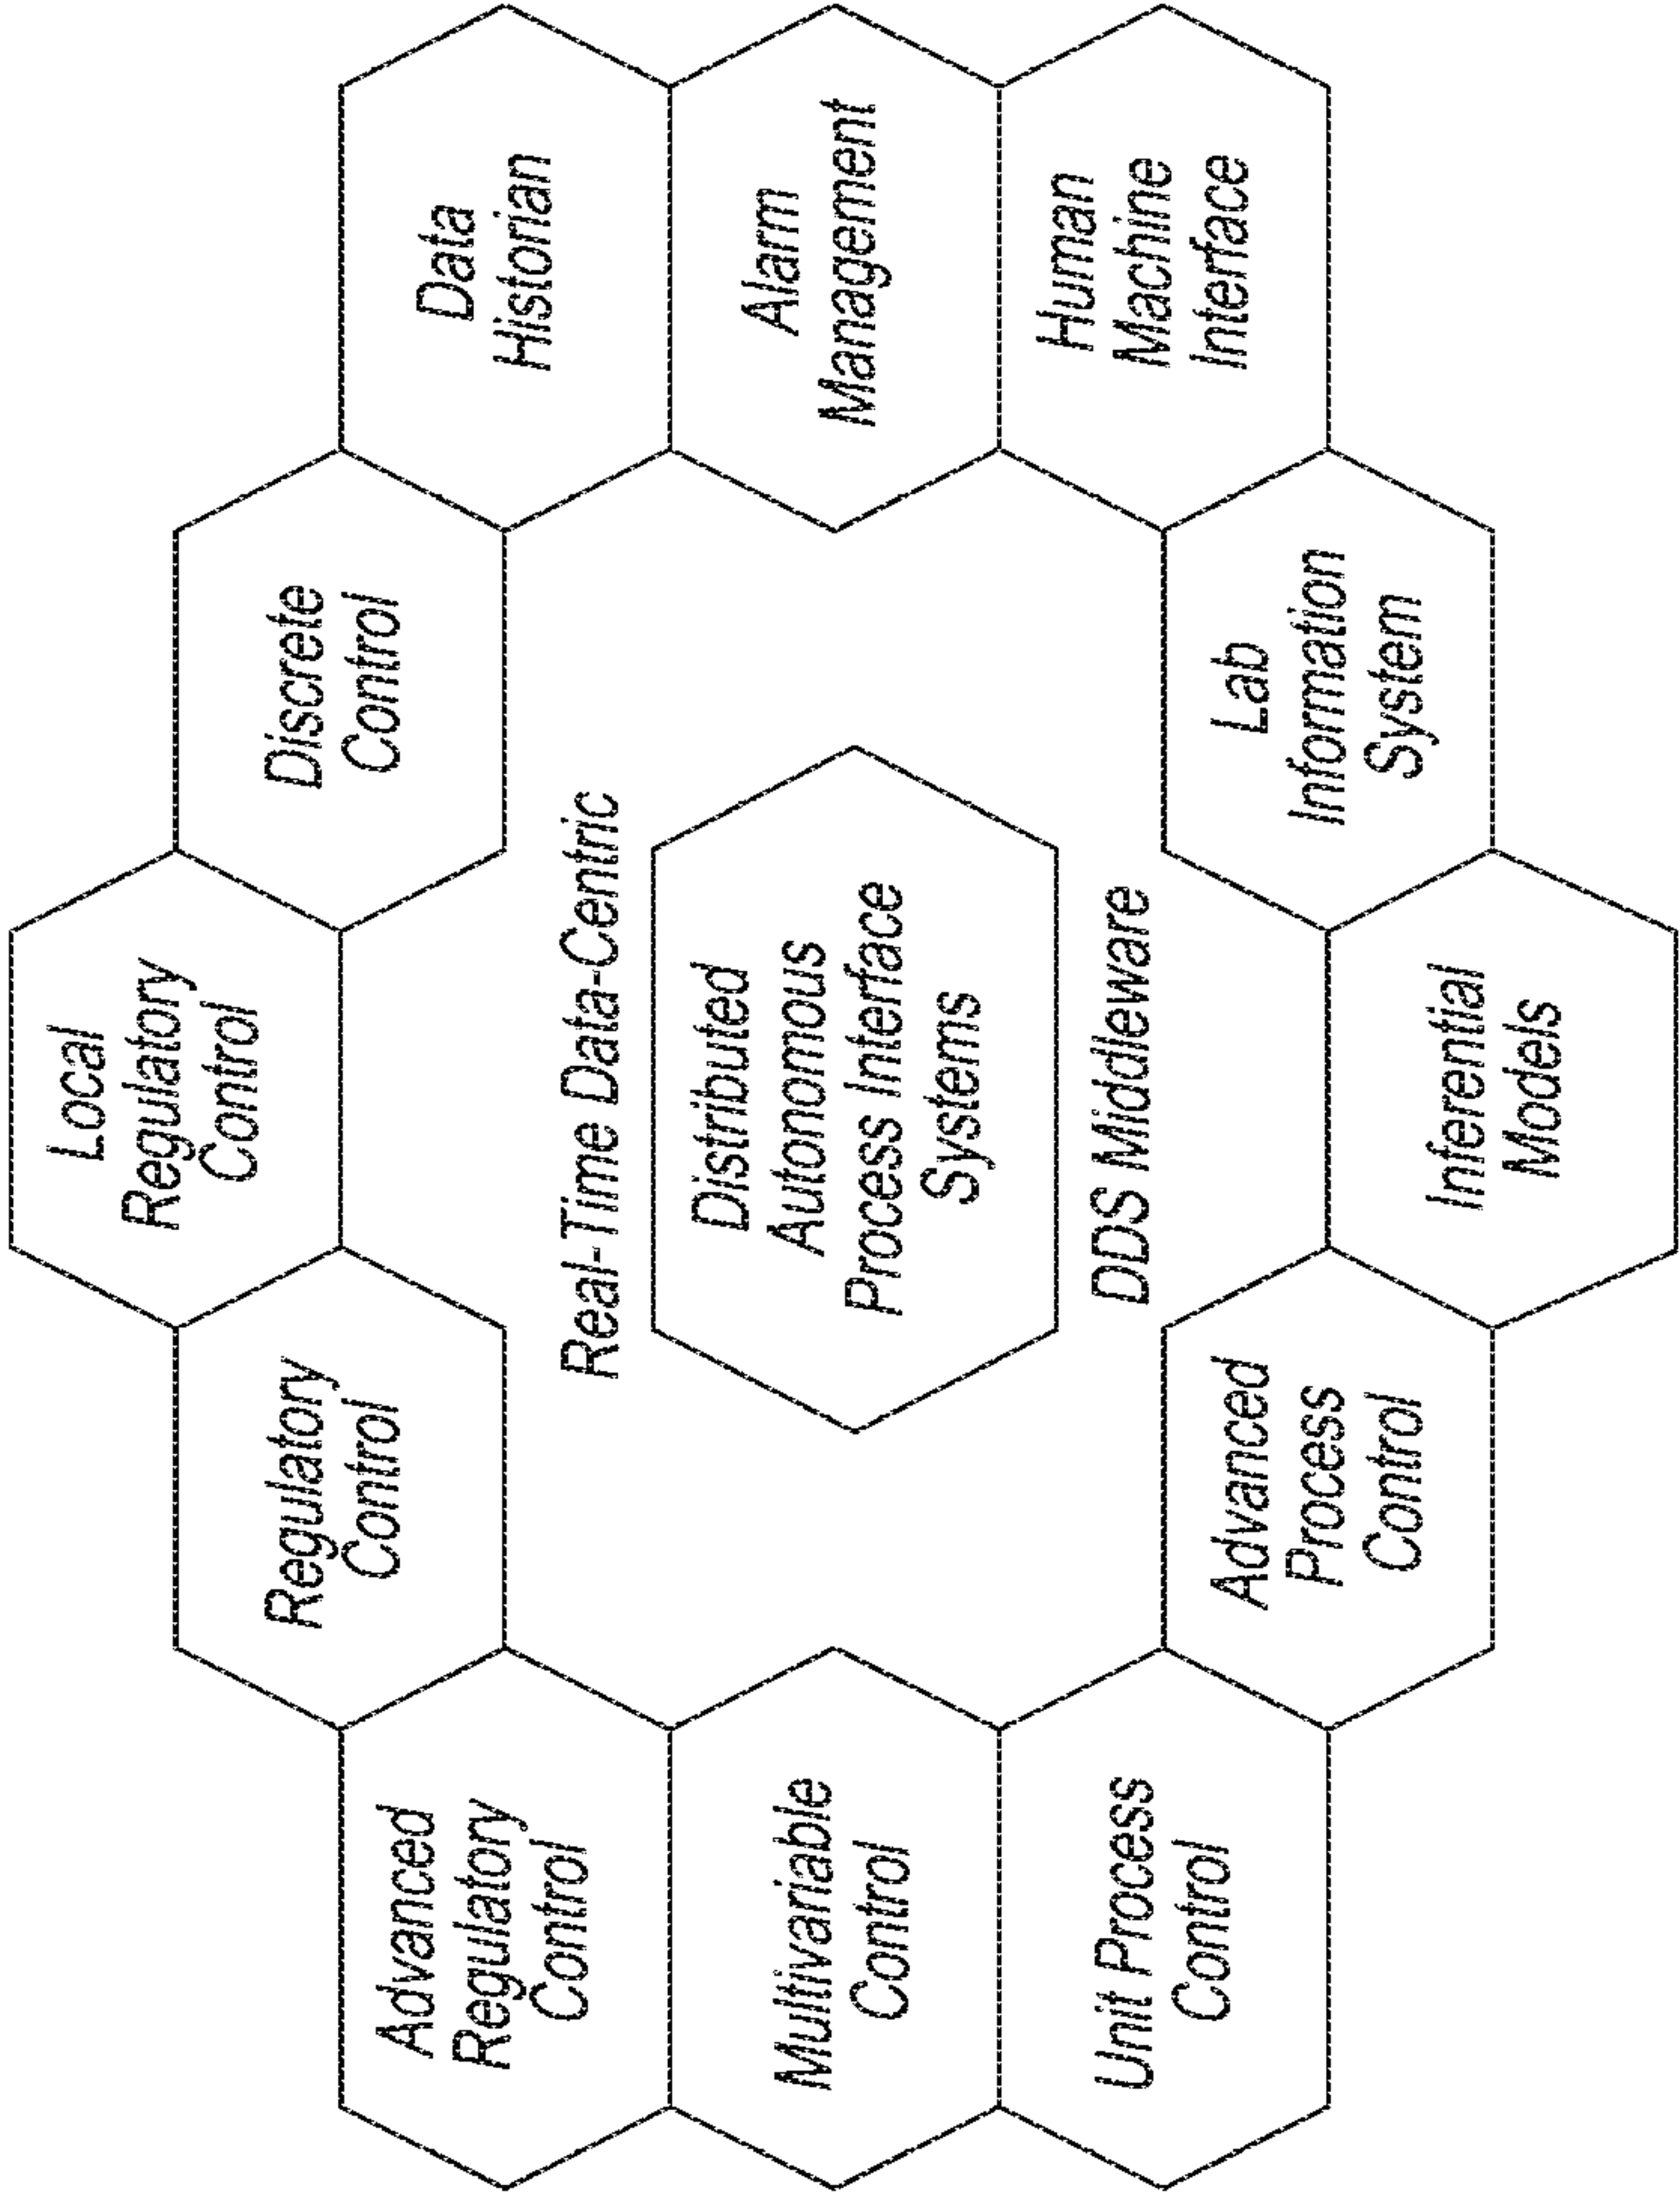 Local
Regulatory
Control
Regulatory
Control
Discrete
Control
Advanced
Regulatory
Control
Data
Historian
Real-Time Data-Centric
Multivariable
Control
Distributed
Autonomous
Process Interface
Systems
Alarm
Management
Unit Process
Control
DDS Middleware
Human
Machine
Interface
Advanced
Process
Control
Lab
Information
System
Inferential
Models